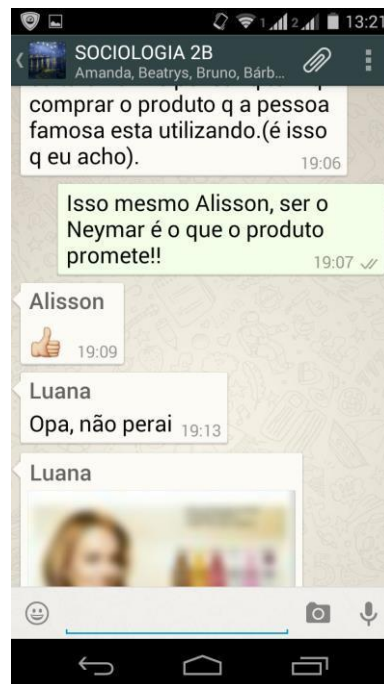 1 2 13:21
SOCIOLOGIA 2B
Amanda, Beatrys, Bruno, Bárb...
comprar o produto q a pessoa
famosa esta utilizando.(é isso
q eu acho).
19:06
Isso mesmo Alisson, ser o
Neymar é o que o produto
promete!!
19:07
Alisson
19:09
Luana
Opa, não perai 19:13
Luana